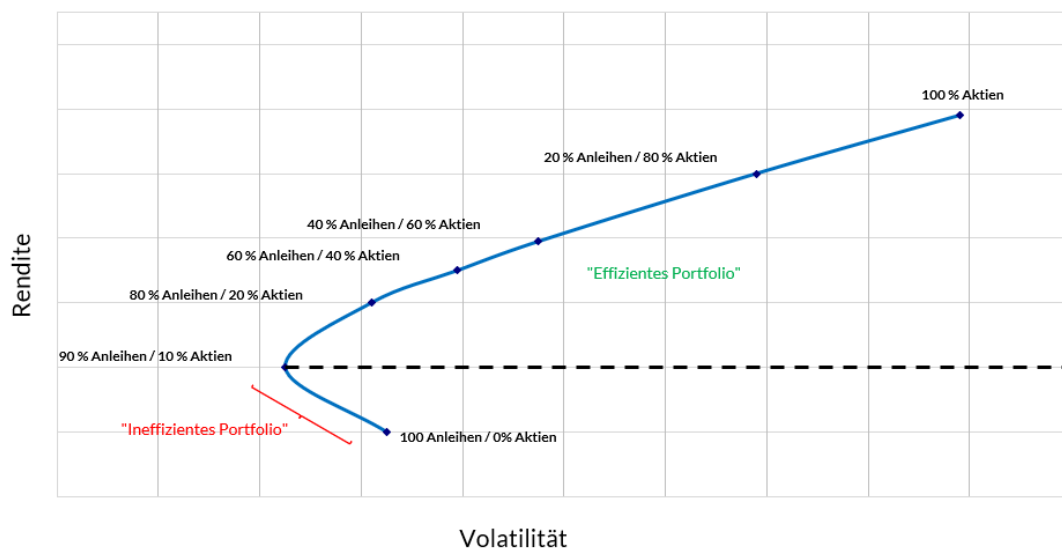 100 % Aktien
20 % Anleihen / 80 % Aktien
40 % Anleihen / 60 % Aktien
60 % Anleihen / 40 % Aktien
"Effizientes Portfolio"
80 % Anleihen / 20 % Aktien
Rendite
90 % Anleihen / 10 % Aktien
"Ineffizientes Portfolio"
100 Anleihen / 0% Aktien
Volatilität